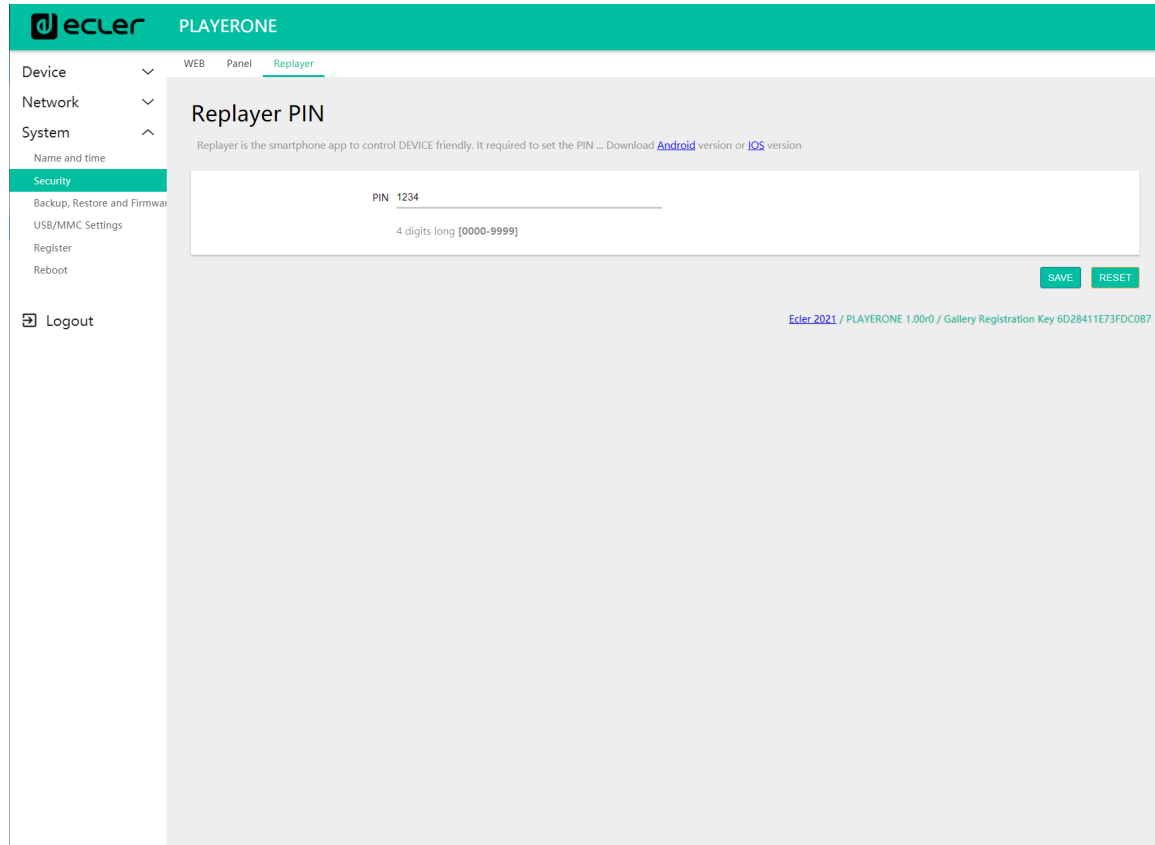 ecler PLAYERONE
WEB Panel Replayer
Device
Network
System
Name and time
Security
Backup, Restore and Firmwar
USB/MMC Settings
Register
Reboot
Logout
Replayer PIN
Replayer is the smartphone app to control DEVICE friendly. It required to set the PIN ... Download Android version or IOS version
PIN 1234
4 digits long [0000-9999]
SAVE RESET
Ecler 2021 / PLAYERONE 1.00r0 / Gallery Registration Key 6D28411E73FDC0B7